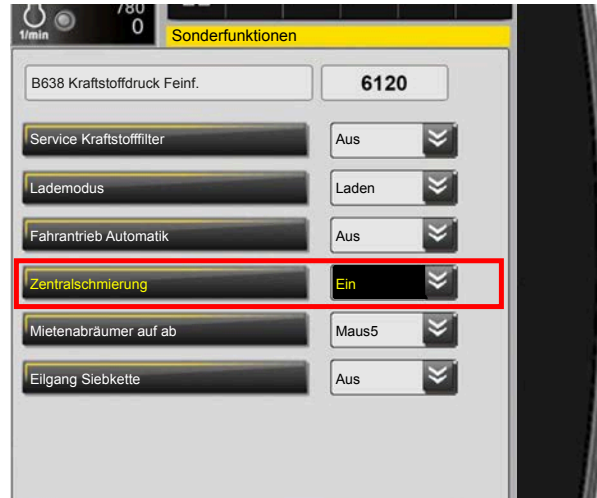 780
1/min 0
Sonderfunktionen
B638 Kraftstoffdruck Feinf. 6120
Service Kraftstofffilter Aus
Lademodus Laden
Fahrantrieb Automatik Aus
Zentralschmierung Ein
Mietenabräumer auf ab Maus5
Eilgang Siebkette Aus